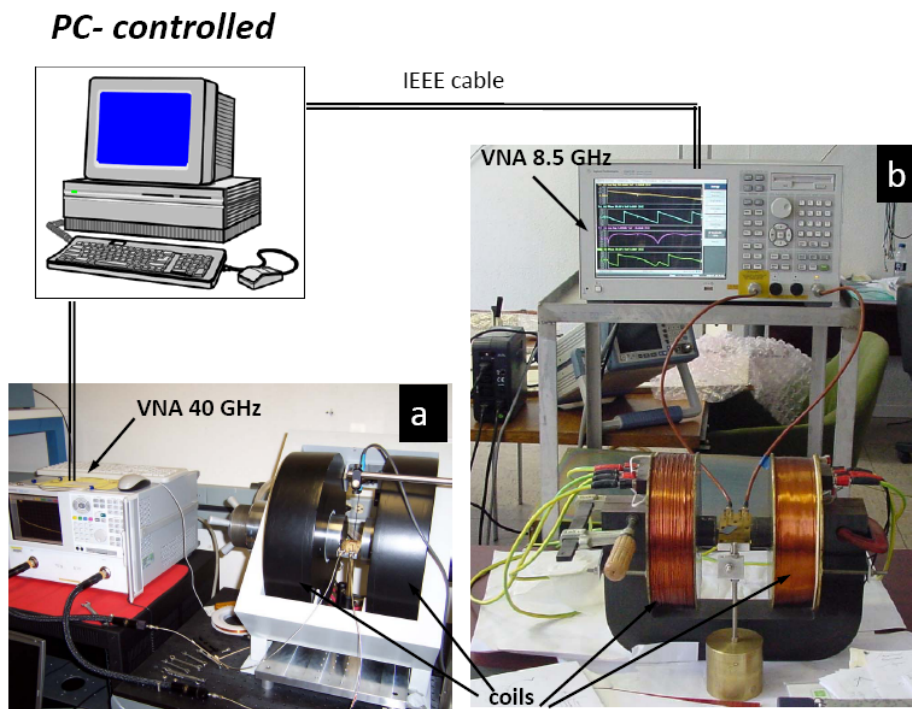 PC- controlled
IEEE cable
VNA 8.5 GHz
b
VNA 40 GHz
a
coils